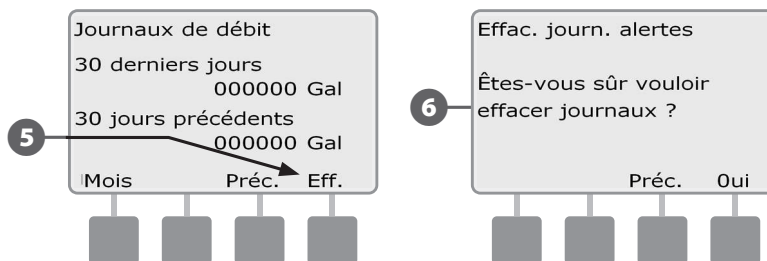 Journaux de débit
30 derniers jours
000000 Gal
30 jours précédents
000000 Gal
Mois Préc. Eff.
5
Effac. journ. alertes
Êtes-vous sûr vouloir
effacer journaux ?
Préc. 0ui
6